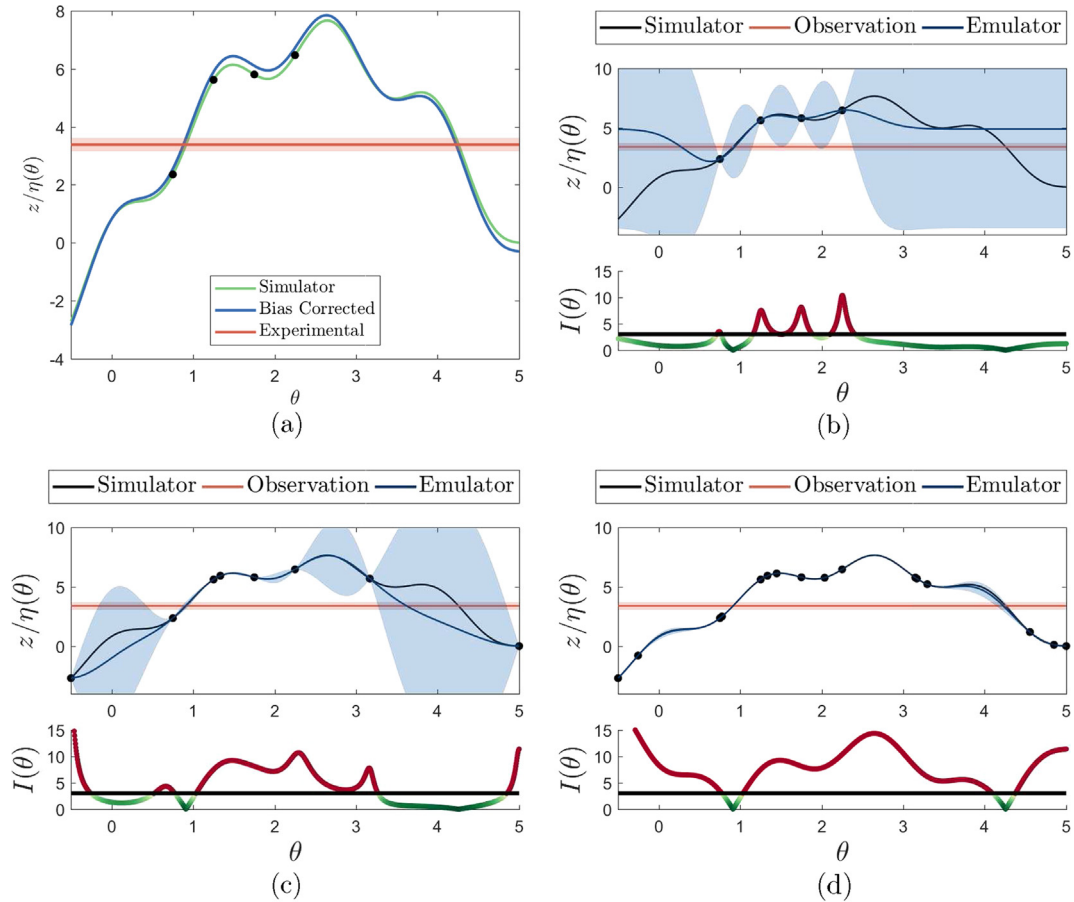 8
6
4
2
0
-2
-4
z/η(θ)
Simulator
Bias Corrected
Experimental
0 1 2 3 4 5
θ
(a)
Simulator Observation Emulator
10
5
0
z/η(θ)
0 1 2 3 4 5
15
10
5
0
I(θ)
0 1 2 3 4 5
θ
(b)
Simulator Observation Emulator
10
5
0
z/η(θ)
0 1 2 3 4 5
15
10
5
0
I(θ)
0 1 2 3 4 5
θ
(c)
Simulator Observation Emulator
10
5
0
z/η(θ)
0 1 2 3 4 5
15
10
5
0
I(θ)
0 1 2 3 4 5
θ
(d)